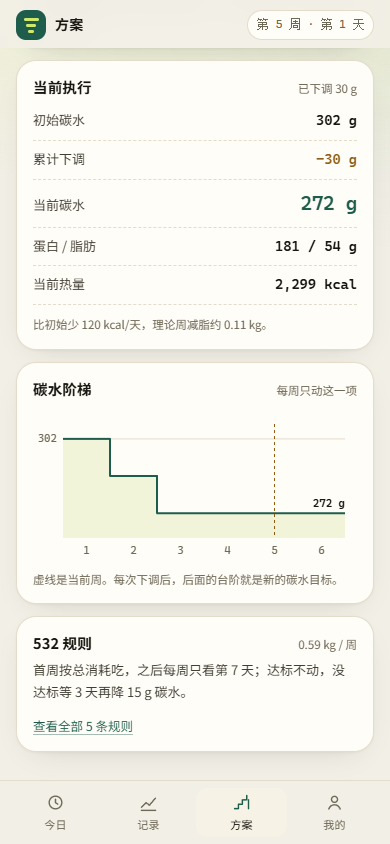 方案
第 5 周 · 第 1 天
当前执行
已下调 30 g
初始碳水
302 g
累计下调
−30 g
当前碳水
272 g
蛋白 / 脂肪
181 / 54 g
当前热量
2,299 kcal
比初始少 120 kcal/天，理论周减脂约 0.11 kg。
碳水阶梯
每周只动这一项
302
272 g
1 2 3 4 5 6
虚线是当前周。每次下调后，后面的台阶就是新的碳水目标。
532 规则
0.59 kg / 周
首周按总消耗吃，之后每周只看第 7 天；达标不动，没
达标等 3 天再降 15 g 碳水。
查看全部 5 条规则
今日
记录
方案
我的